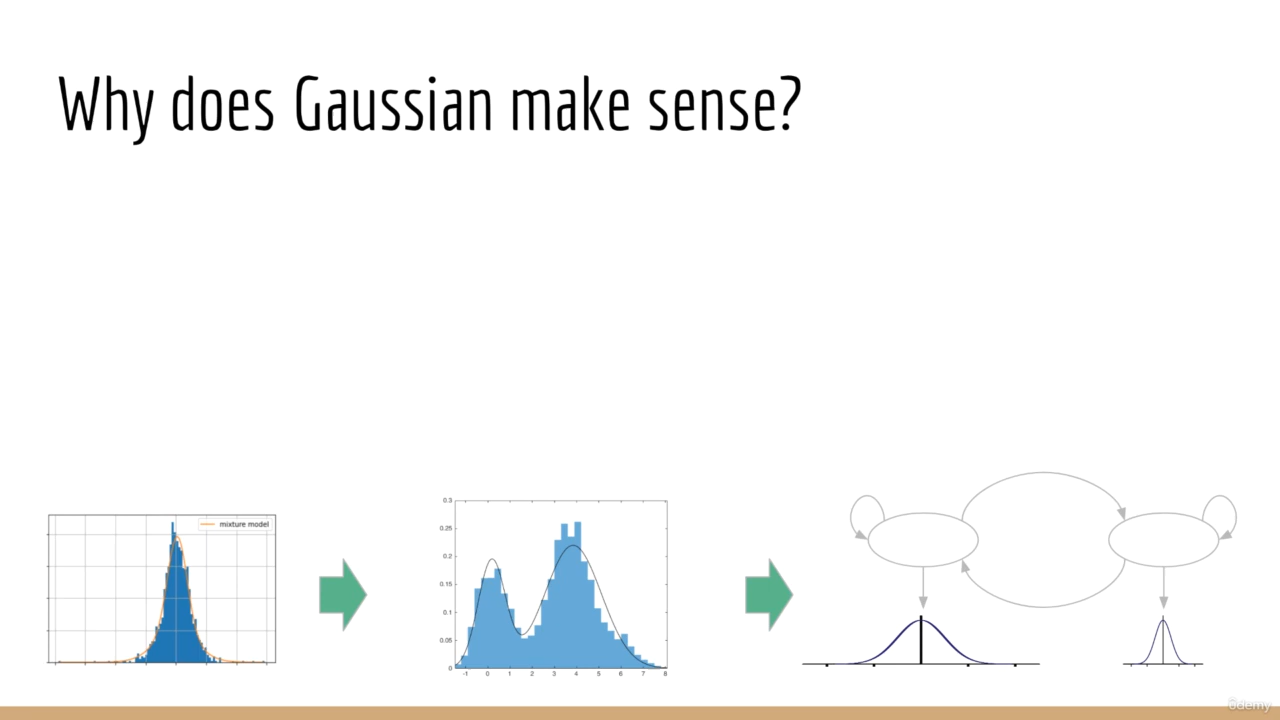 Why does Gaussian make sense?
mixture model
0.3
0.25
0.2
0.15
0.1
0.05
0
-1 0 1 2 3 4 5 6 7 8
ûdemy